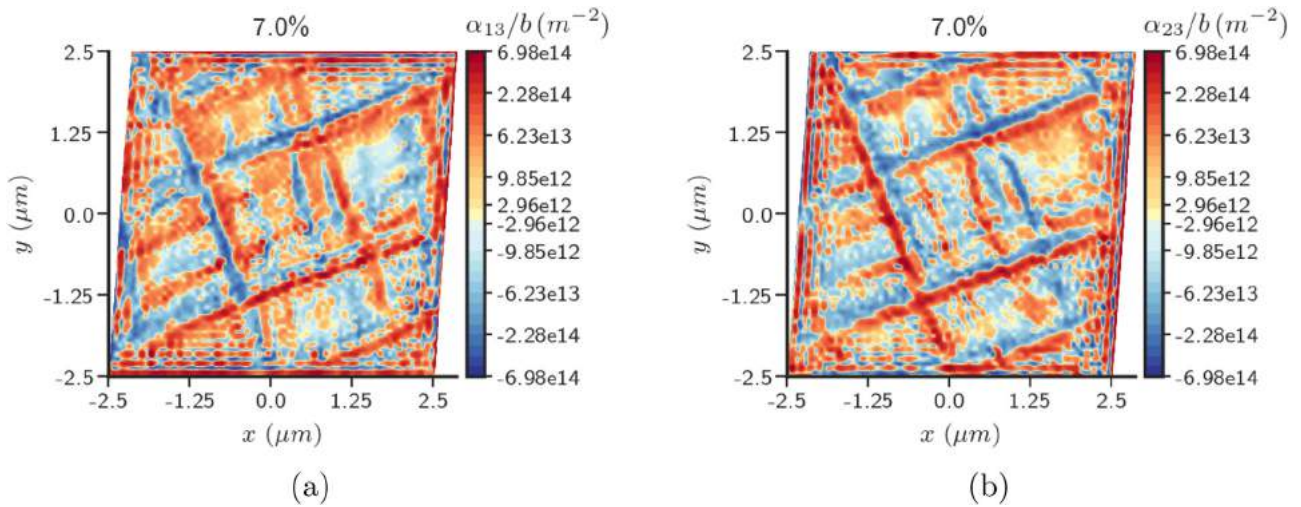 7.0%
α₁₃/b (m⁻²)
2.5
1.25
0.0
-1.25
-2.5
y (μm)
-2.5 -1.25 0.0 1.25 2.5
x (μm)
6.98e14
2.28e14
6.23e13
9.85e12
2.96e12
-2.96e12
-9.85e12
-6.23e13
-2.28e14
-6.98e14
(a)
7.0%
α₂₃/b (m⁻²)
2.5
1.25
0.0
-1.25
-2.5
y (μm)
-2.5 -1.25 0.0 1.25 2.5
x (μm)
6.98e14
2.28e14
6.23e13
9.85e12
2.96e12
-2.96e12
-9.85e12
-6.23e13
-2.28e14
-6.98e14
(b)